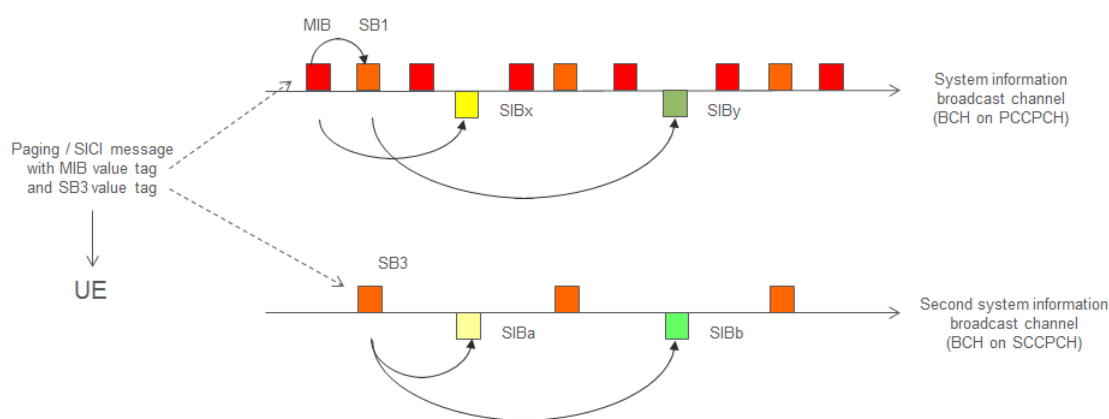 MIB
SB1
SIBx
SIBy
System information
broadcast channel
(BCH on PCCPCH)
Paging / SICI message
with MIB value tag
and SB3 value tag
UE
SB3
SIBa
SIBb
Second system information
broadcast channel
(BCH on SCCPCH)